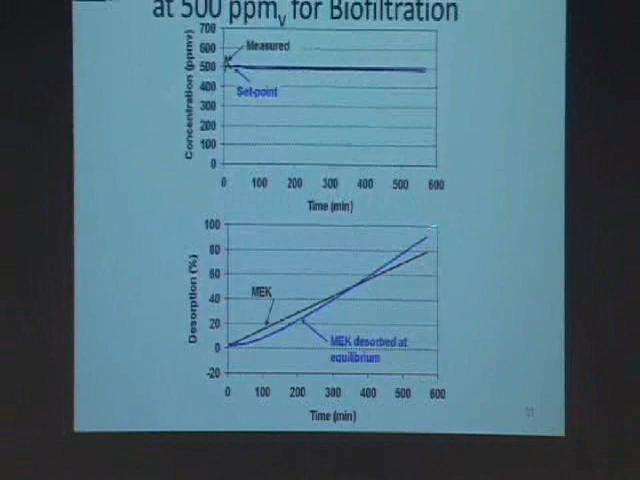 at 500 ppmv for Biofiltration
700
600
500
400
300
200
100
0
Concentration (ppmv)
Measured
Set-point
0 100 200 300 400 500 600
Time (min)
100
80
60
40
20
0
-20
Desorption (%)
MEK
MEK desorbed at
equilibrium
0 100 200 300 400 500 600
Time (min)